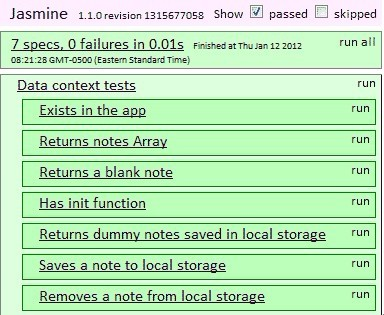 Jasmine 1.1.0 revision 1315677058 Show passed skipped
7 specs, 0 failures in 0.01s Finished at Thu Jan 12 2012 run all
08:21:28 GMT-0500 (Eastern Standard Time)
Data context tests run
Exists in the app run
Returns notes Array run
Returns a blank note run
Has init function run
Returns dummy notes saved in local storage run
Saves a note to local storage run
Removes a note from local storage run